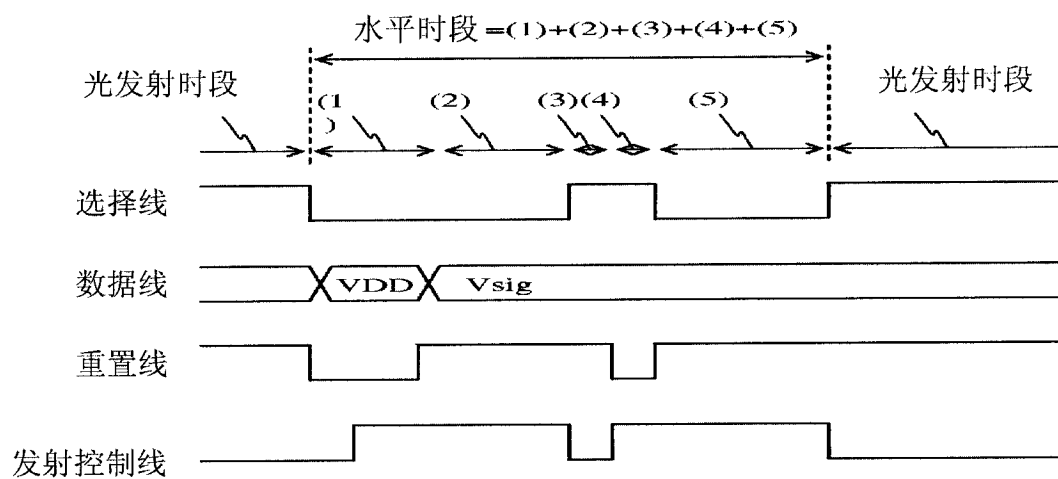 水平时段=(1)+(2)+(3)+(4)+(5)
光发射时段
(1)
(2)
(3)(4)
(5)
光发射时段
选择线
数据线
VDD
Vsig
重置线
发射控制线